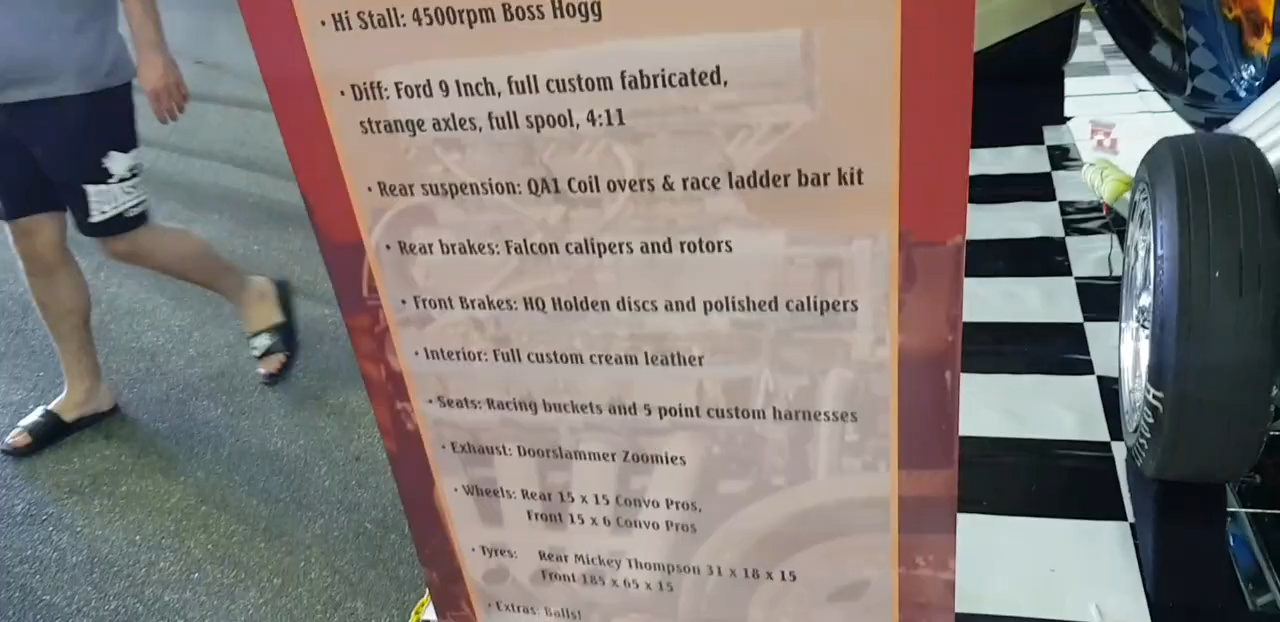 · Hi Stall: 4500rpm Boss Hogg
· Diff: Ford 9 Inch, full custom fabricated,
strange axles, full spool, 4:11
· Rear suspension: QA1 Coil overs & race ladder bar kit
· Rear brakes: Falcon calipers and rotors
· Front Brakes: HQ Holden discs and polished calipers
· Interior: Full custom cream leather
· Seats: Racing buckets and 5 point custom harnesses
· Exhaust: Doorslammer Zoomies
· Wheels: Rear 15 x 15 Convo Pros,
Front 15 x 6 Convo Pros
· Tyres: Rear Mickey Thompson 31 x 18 x 15
Front 185 x 65 x 15
· Extras: Balls!